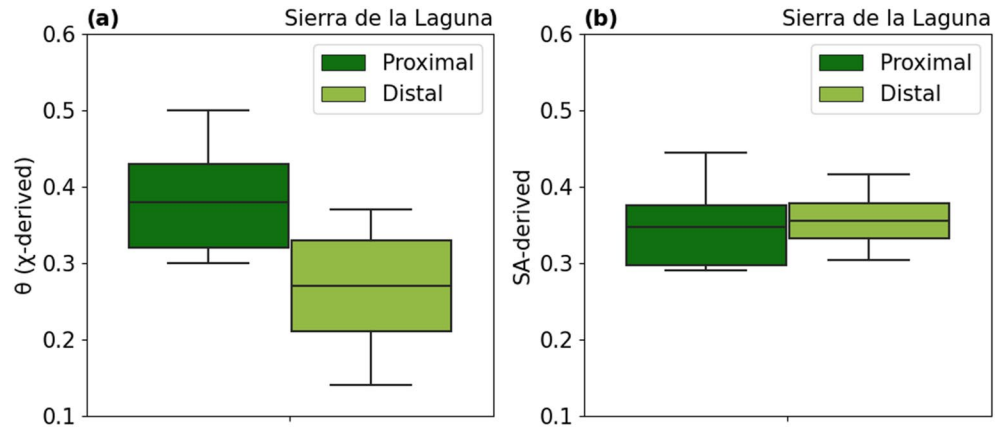 (a) Sierra de la Laguna
0.6
0.5
0.4
0.3
0.2
0.1
θ (χ-derived)
Proximal
Distal
(b) Sierra de la Laguna
0.6
0.5
0.4
0.3
0.2
0.1
SA-derived
Proximal
Distal